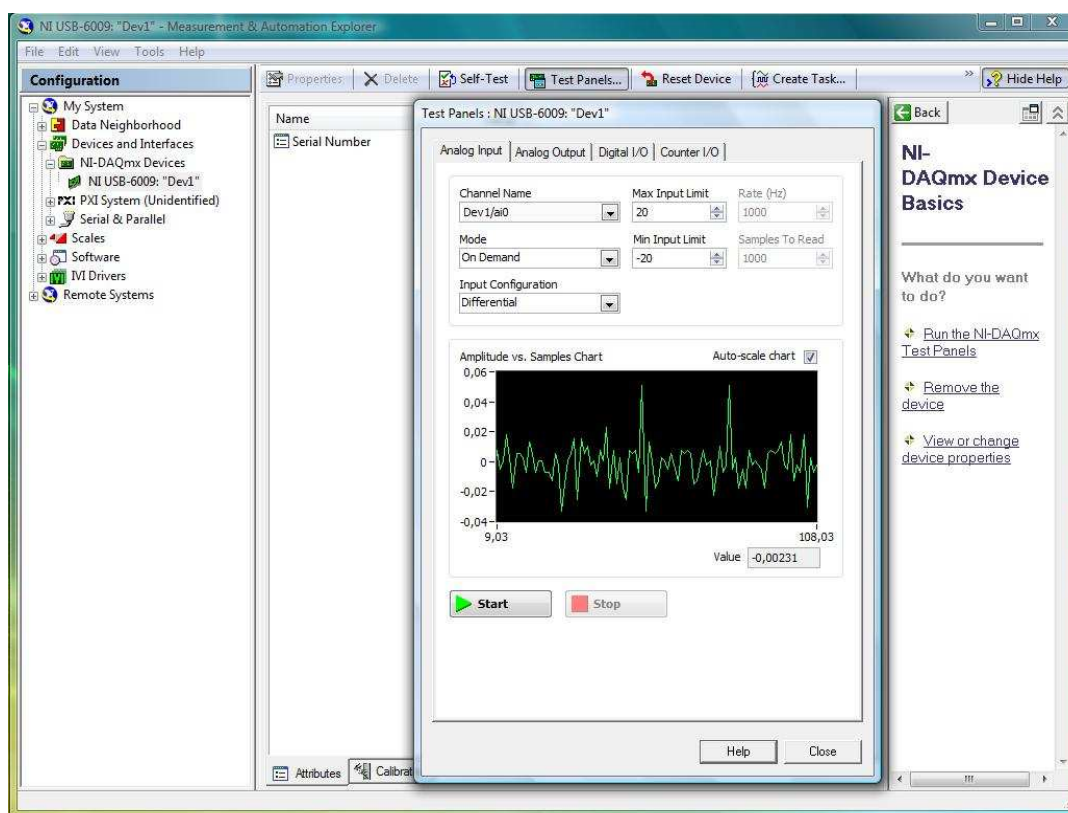 NI USB-6009: "Dev1" - Measurement & Automation Explorer
File Edit View Tools Help
Configuration
Properties Delete Self-Test Test Panels... Reset Device Create Task... » Hide Help
My System
Data Neighborhood
Devices and Interfaces
NI-DAQmx Devices
NI USB-6009: "Dev1"
PXI PXI System (Unidentified)
Serial & Parallel
Scales
Software
IVI Drivers
Remote Systems
Name
Serial Number
Attributes
Calibrat
Test Panels : NI USB-6009: "Dev1"
Analog Input Analog Output Digital I/O Counter I/O
Channel Name Max Input Limit Rate (Hz)
Dev1/ai0 20 1000
Mode Min Input Limit Samples To Read
On Demand -20 1000
Input Configuration
Differential
Amplitude vs. Samples Chart Auto-scale chart
0,06
0,04
0,02
0
-0,02
-0,04
9,03 108,03
Value -0,00231
Start Stop
Help Close
Back
NI-
DAQmx Device
Basics
What do you want
to do?
Run the NI-DAQmx
Test Panels
Remove the
device
View or change
device properties